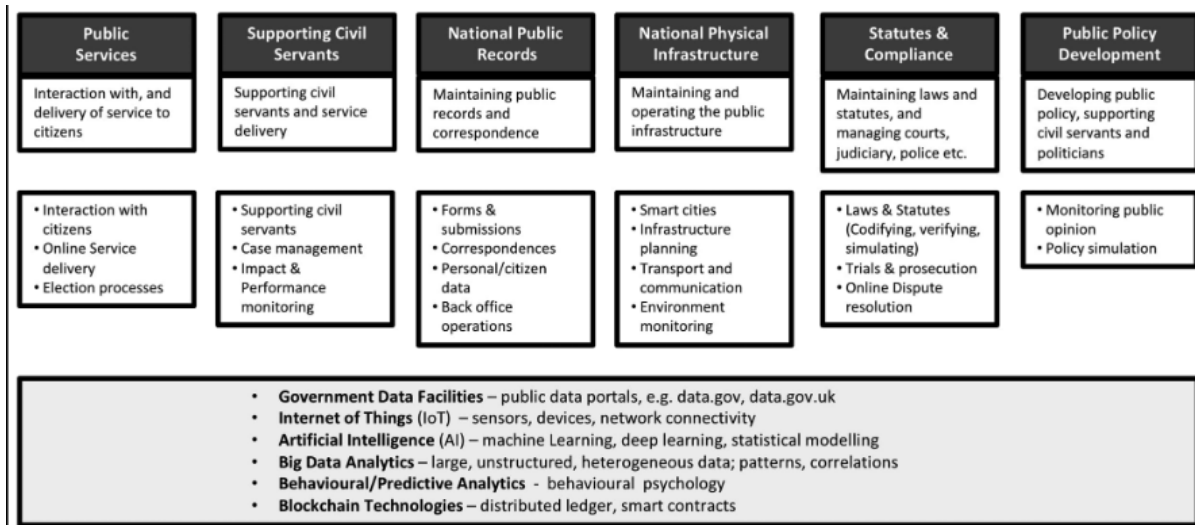 Public
Services
Supporting Civil
Servants
National Public
Records
National Physical
Infrastructure
Statutes &
Compliance
Public Policy
Development
Interaction with, and
delivery of service to
citizens
Supporting civil
servants and service
delivery
Maintaining public
records and
correspondence
Maintaining and
operating the public
infrastructure
Maintaining laws and
statutes, and
managing courts,
judiciary, police etc.
Developing public
policy, supporting
civil servants and
politicians
• Interaction with
citizens
• Online Service
delivery
• Election processes
• Supporting civil
servants
• Case management
• Impact &
Performance
monitoring
• Forms &
submissions
• Correspondences
• Personal/citizen
data
• Back office
operations
• Smart cities
• Infrastructure
planning
• Transport and
communication
• Environment
monitoring
• Laws & Statutes
(Codifying, verifying,
simulating)
• Trials & prosecution
• Online Dispute
resolution
• Monitoring public
opinion
• Policy simulation
• Government Data Facilities – public data portals, e.g. data.gov, data.gov.uk
• Internet of Things (IoT) – sensors, devices, network connectivity
• Artificial Intelligence (AI) – machine Learning, deep learning, statistical modelling
• Big Data Analytics – large, unstructured, heterogeneous data; patterns, correlations
• Behavioural/Predictive Analytics - behavioural psychology
• Blockchain Technologies – distributed ledger, smart contracts